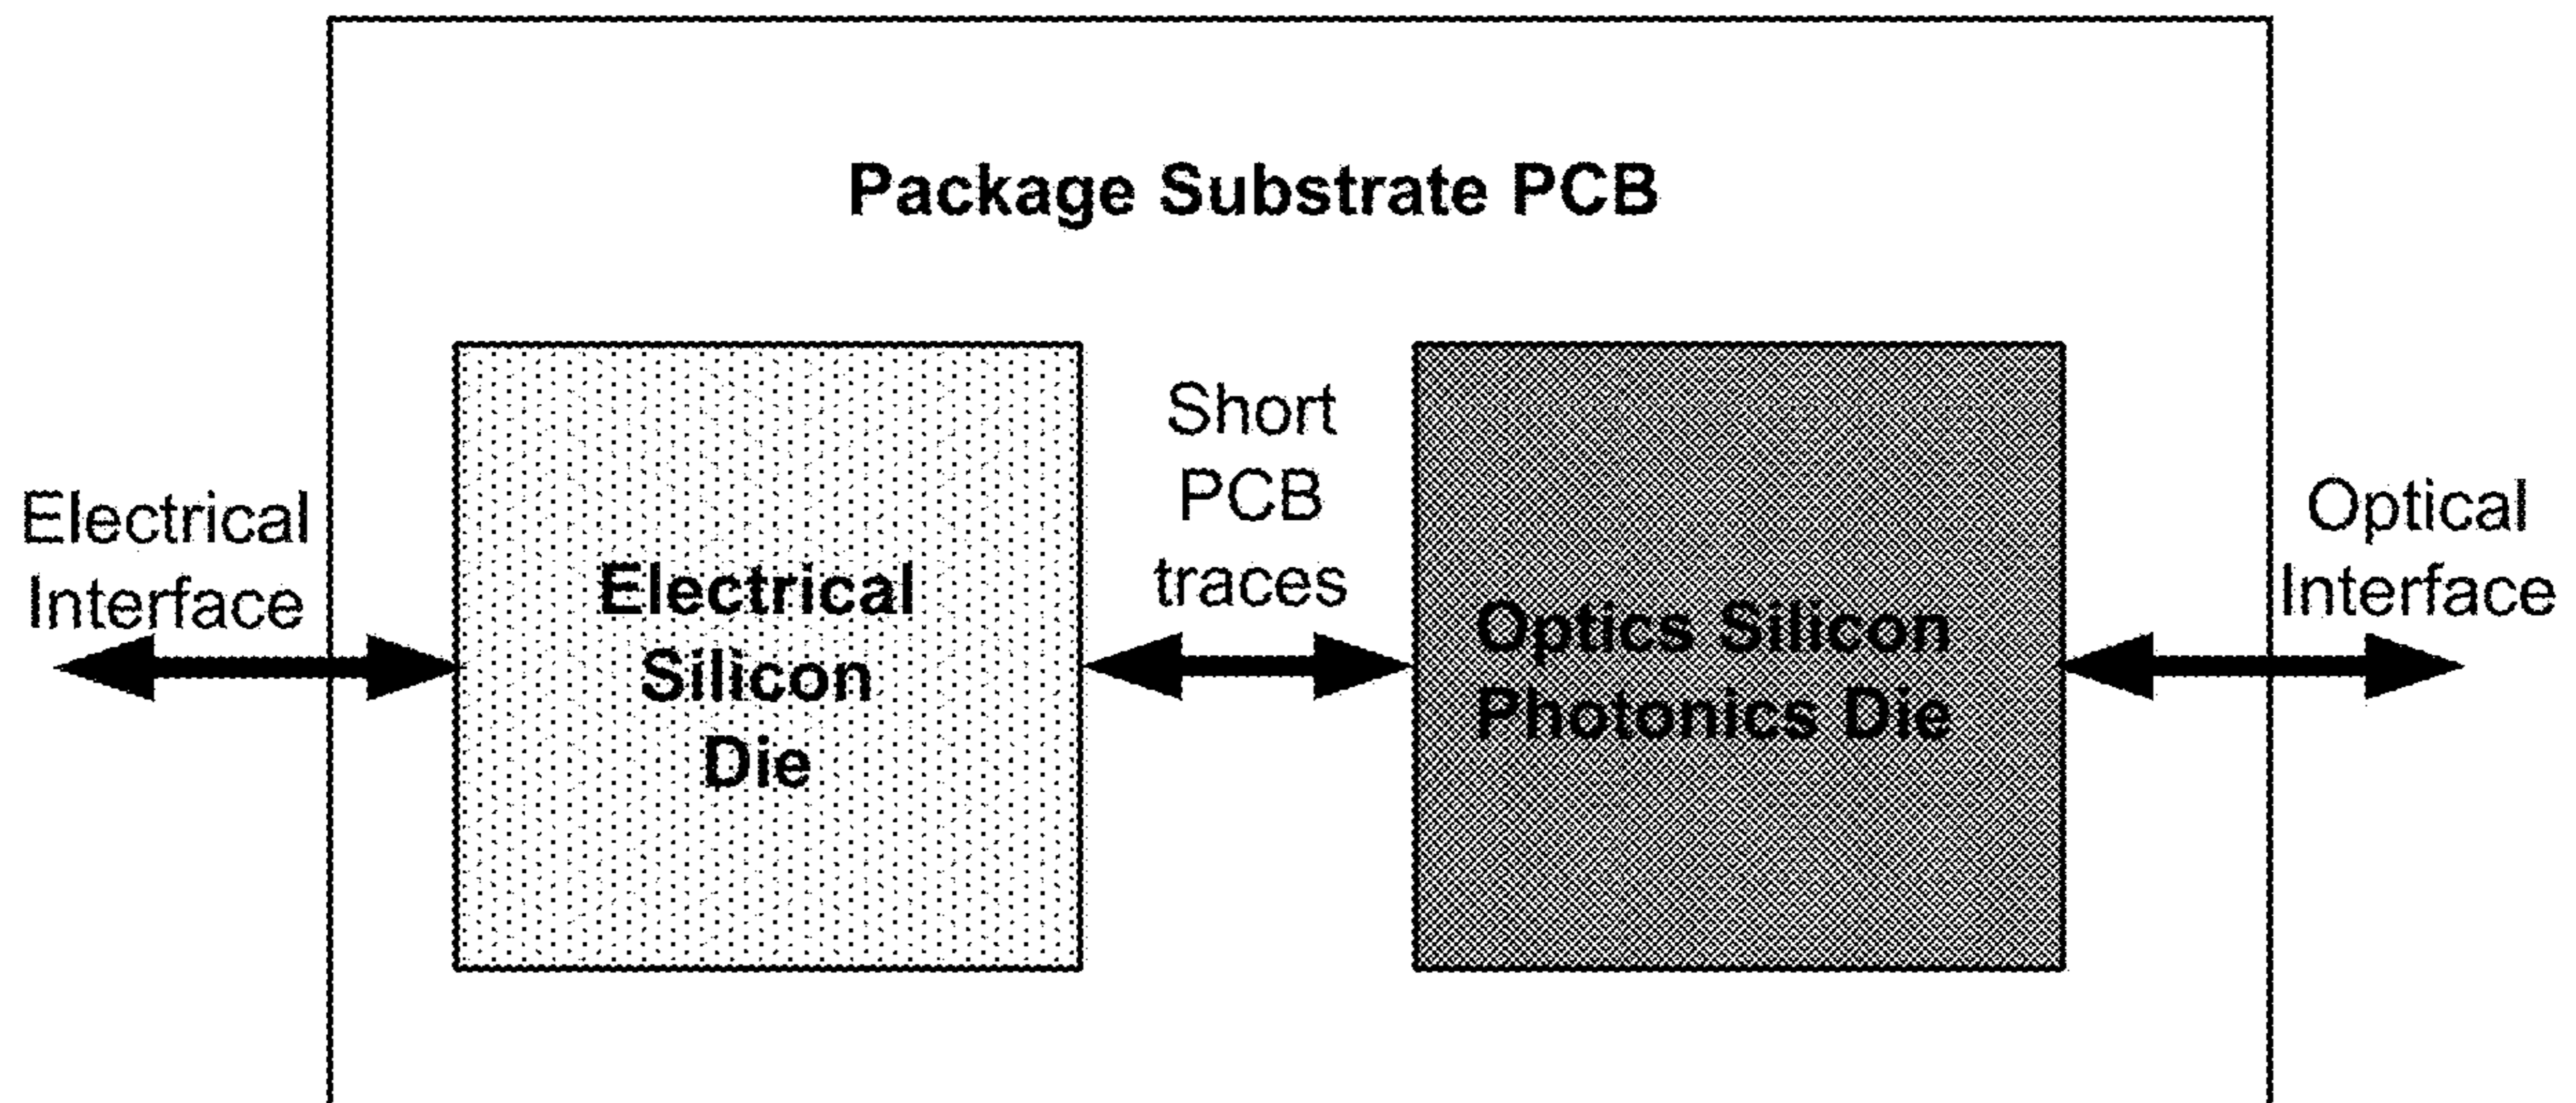 Package Substrate PCB
Electrical
Interface
Electrical
Silicon
Die
Short
PCB
traces
Optics Silicon
Photonics Die
Optical
Interface